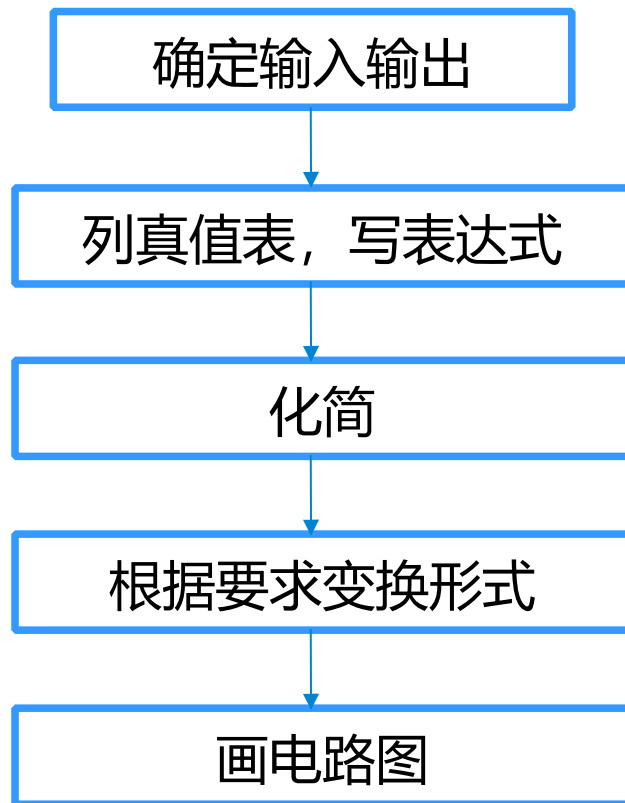 确定输入输出
列真值表，写表达式
化简
根据要求变换形式
画电路图